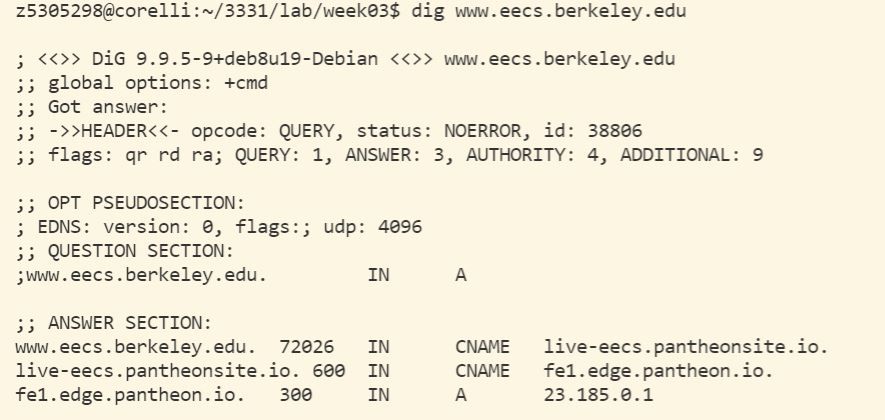 z5305298@corelli:~/3331/lab/week03$ dig www.eecs.berkeley.edu
; <<>> DiG 9.9.5-9+deb8u19-Debian <<>> www.eecs.berkeley.edu
;; global options: +cmd
;; Got answer:
;; ->>HEADER<<- opcode: QUERY, status: NOERROR, id: 38806
;; flags: qr rd ra; QUERY: 1, ANSWER: 3, AUTHORITY: 4, ADDITIONAL: 9
;; OPT PSEUDOSECTION:
; EDNS: version: 0, flags:; udp: 4096
;; QUESTION SECTION:
;www.eecs.berkeley.edu. IN A
;; ANSWER SECTION:
www.eecs.berkeley.edu. 72026 IN CNAME live-eecs.pantheonsite.io.
live-eecs.pantheonsite.io. 600 IN CNAME fe1.edge.pantheon.io.
fe1.edge.pantheon.io. 300 IN A 23.185.0.1